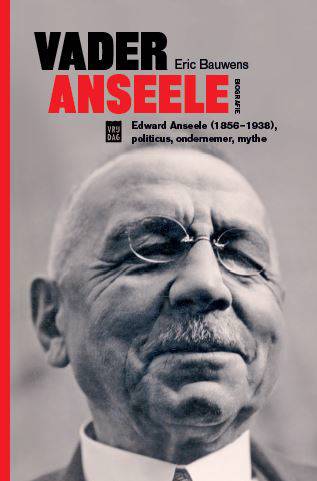 VADER
Eric Bauwens
ANSEELE
BIOGRAFIE
VRIJ
DAG
Edward Anseele (1856–1938),
politicus, ondernemer, mythe